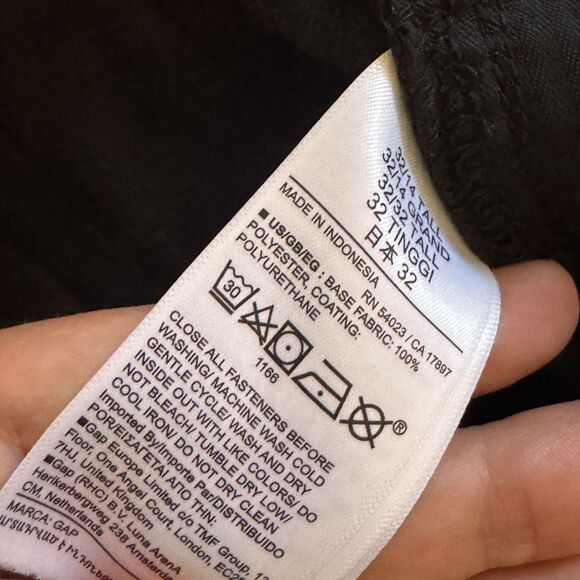 32/14 TALL
32/14 GRAND
32/32 TALL
32 TINGGI
日本 32
MADE IN INDONESIA RN 54023 / CA 17897
■ US/GB/EG : BASE FABRIC: 100%
POLYESTER, COATING:
POLYURETHANE
30
®
1166
CLOSE ALL FASTENERS BEFORE
WASHING/ MACHINE WASH COLD
GENTLE CYCLE/ WASH AND DRY
INSIDE OUT WITH LIKE COLORS/ DO
NOT BLEACH/ TUMBLE DRY LOW/
COOL IRON/ DO NOT DRY CLEAN
Imported By/Importe Par/DISTRIBUIDO
POR/ΕΙΣΑΓΕΤΑΙ ΑΠΟ ΤΗΝ:
■Gap Europe Limited c/o TMF Group,
Floor, One Angel Court, London,
7HJ, United Kingdom
■Gap (RHC) B.V., Luna ArenA
Herikerbergweg 238 Amsterdam
CM, Netherlands
MARCA: GAP